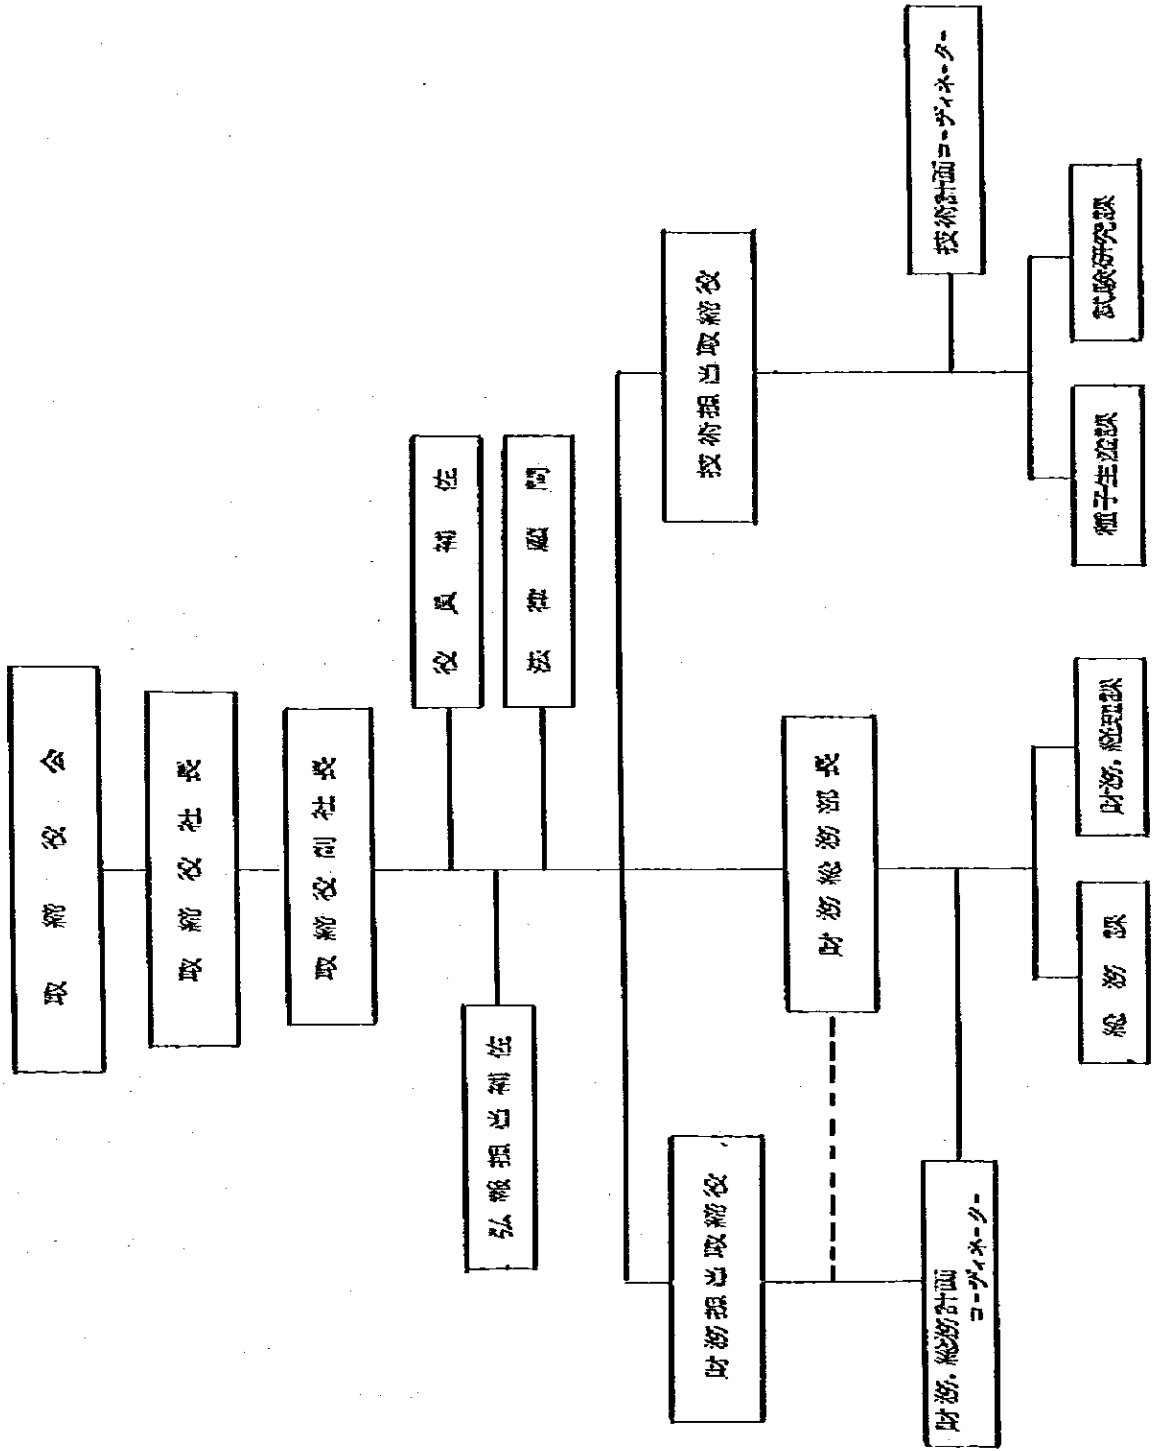 取締役会
取締役社長
取締役副社長
役員補佐
法律顧問
弘報担当補佐
財務担当取締役
財務総務部長
技術担当取締役
財務、総務計画
コーディネーター
技術計画コーディネーター
総務課
財務、経理課
種子生産課
試験研究課